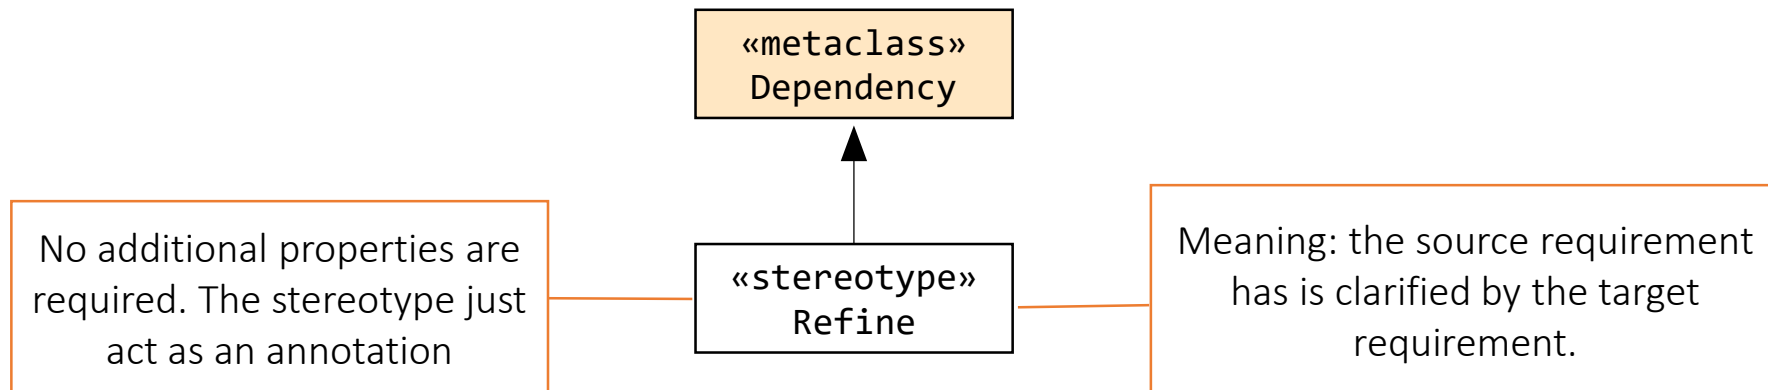 «metaclass»
Dependency
No additional properties are
required. The stereotype just
act as an annotation
«stereotype»
Refine
Meaning: the source requirement
has is clarified by the target
requirement.